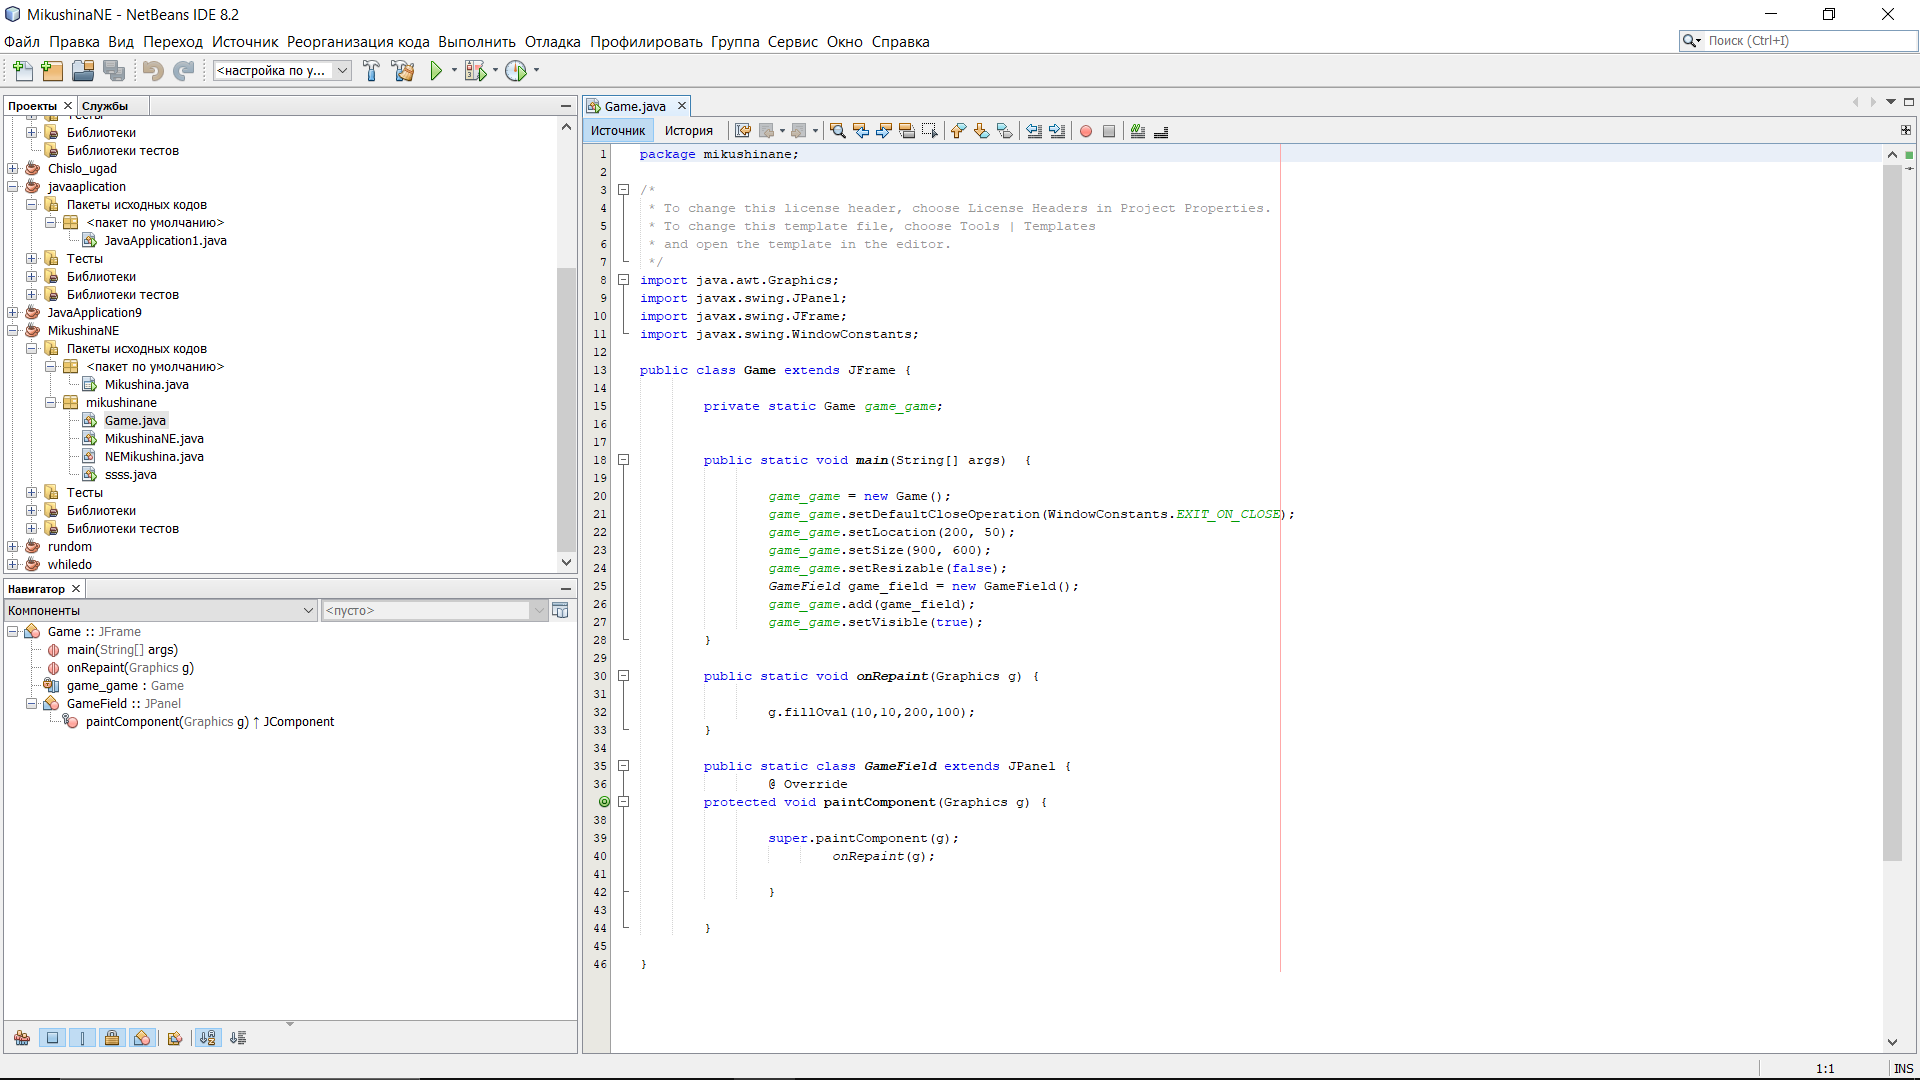 MikushinaNE - NetBeans IDE 8.2
Файл Правка Вид Переход Источник Реорганизация кода Выполнить Отладка Профилировать Группа Сервис Окно Справка
Поиск (Ctrl+I)
<настройка по у...
Проекты Службы
Тесты
Библиотеки
Библиотеки тестов
Chislo_ugad
javaaplication
Пакеты исходных кодов
<пакет по умолчанию>
JavaApplication1.java
Тесты
Библиотеки
Библиотеки тестов
JavaApplication9
MikushinaNE
Пакеты исходных кодов
<пакет по умолчанию>
Mikushina.java
mikushinane
Game.java
MikushinaNE.java
NEMikushina.java
ssss.java
Тесты
Библиотеки
Библиотеки тестов
rundom
whiledo
Навигатор
Компоненты
<пусто>
Game :: JFrame
main(String[] args)
onRepaint(Graphics g)
game_game : Game
GameField :: JPanel
paintComponent(Graphics g) ↑ JComponent
Game.java
Источник История
1 package mikushinane;
2
3 /*
4 * To change this license header, choose License Headers in Project Properties.
5 * To change this template file, choose Tools | Templates
6 * and open the template in the editor.
7 */
8 import java.awt.Graphics;
9 import javax.swing.JPanel;
10 import javax.swing.JFrame;
11 import javax.swing.WindowConstants;
12
13 public class Game extends JFrame {
14
15 private static Game game_game;
16
17
18 public static void main(String[] args) {
19
20 game_game = new Game();
21 game_game.setDefaultCloseOperation(WindowConstants.EXIT_ON_CLOSE);
22 game_game.setLocation(200, 50);
23 game_game.setSize(900, 600);
24 game_game.setResizable(false);
25 GameField game_field = new GameField();
26 game_game.add(game_field);
27 game_game.setVisible(true);
28 }
29
30 public static void onRepaint(Graphics g) {
31
32 g.fillOval(10,10,200,100);
33 }
34
35 public static class GameField extends JPanel {
36 @ Override
protected void paintComponent(Graphics g) {
38
39 super.paintComponent(g);
40 onRepaint(g);
41
42 }
43
44 }
45
46 }
1:1 INS